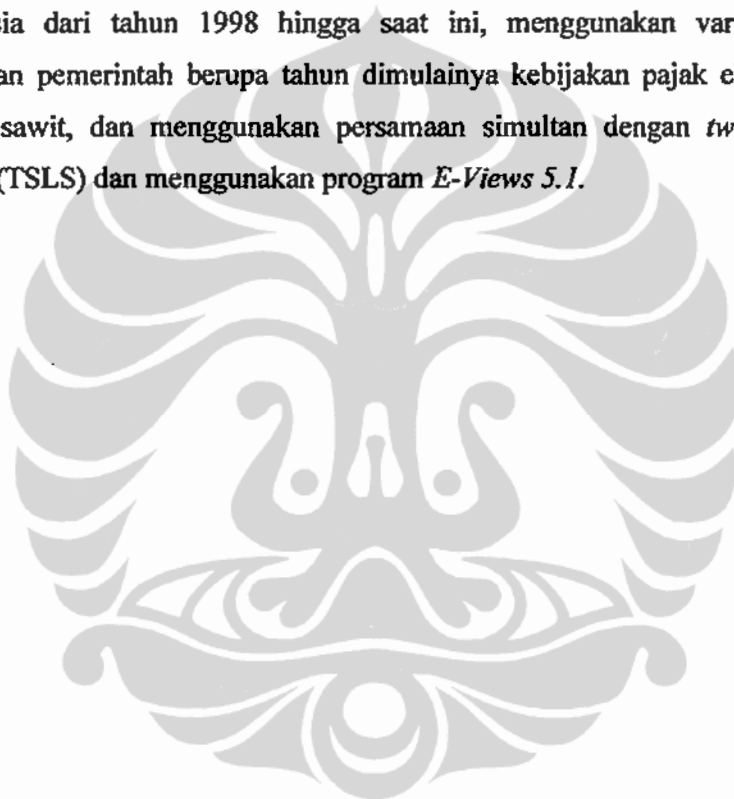 sia dari tahun 1998 hingga saat ini, menggunakan var
an pemerintah berupa tahun dimulainya kebijakan pajak e
sawit, dan menggunakan persamaan simultan dengan tw
(TSLS) dan menggunakan program E-Views 5.1.